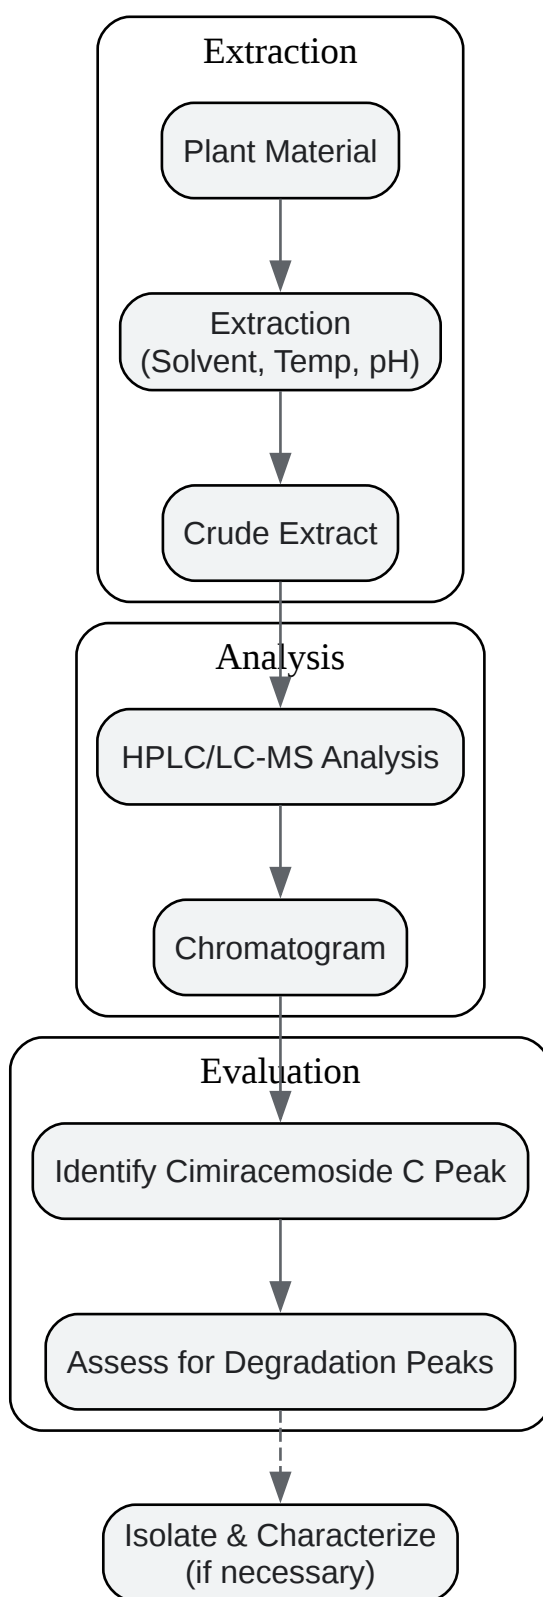 Extraction
Plant Material
Extraction
(Solvent, Temp, pH)
Crude Extract
Analysis
HPLC/LC-MS Analysis
Chromatogram
Evaluation
Identify Cimiracemoside C Peak
Assess for Degradation Peaks
Isolate & Characterize
(if necessary)